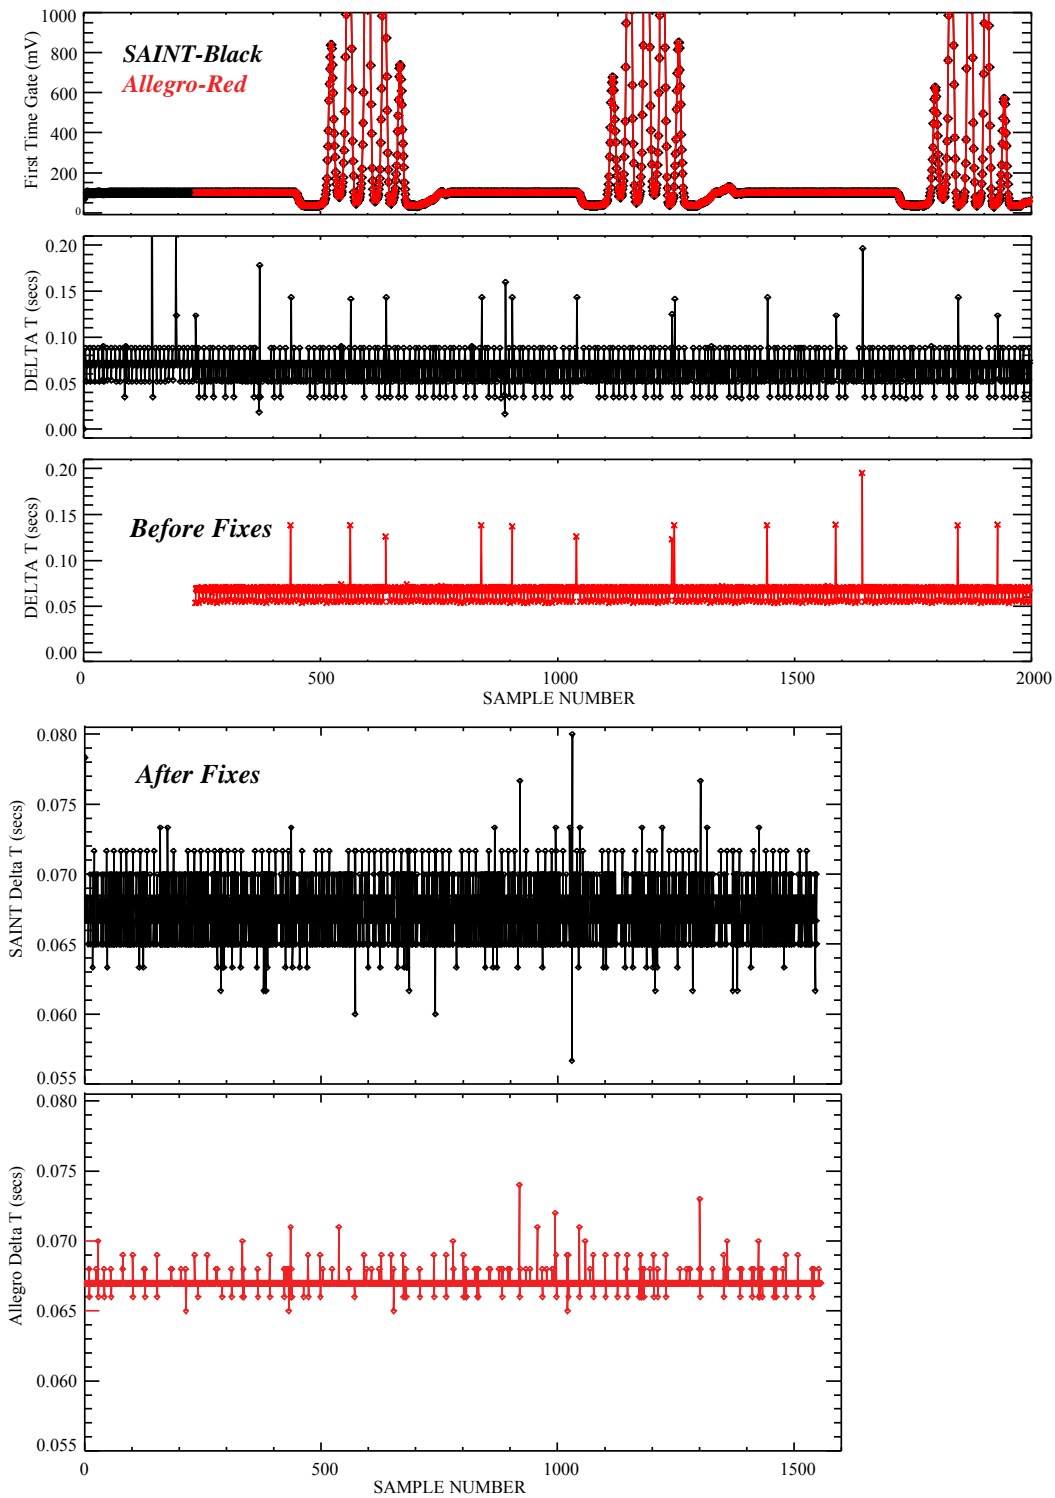 1000
800
600
400
200
0
First Time Gate (mV)
SAINT-Black
Allegro-Red
0.20
0.15
0.10
0.05
0.00
DELTA T (secs)
0.20
0.15
0.10
0.05
0.00
DELTA T (secs)
Before Fixes
0 500 1000 1500 2000
SAMPLE NUMBER
0.080
0.075
0.070
0.065
0.060
0.055
SAINT Delta T (secs)
After Fixes
0.080
0.075
0.070
0.065
0.060
0.055
Allegro Delta T (secs)
0 500 1000 1500
SAMPLE NUMBER